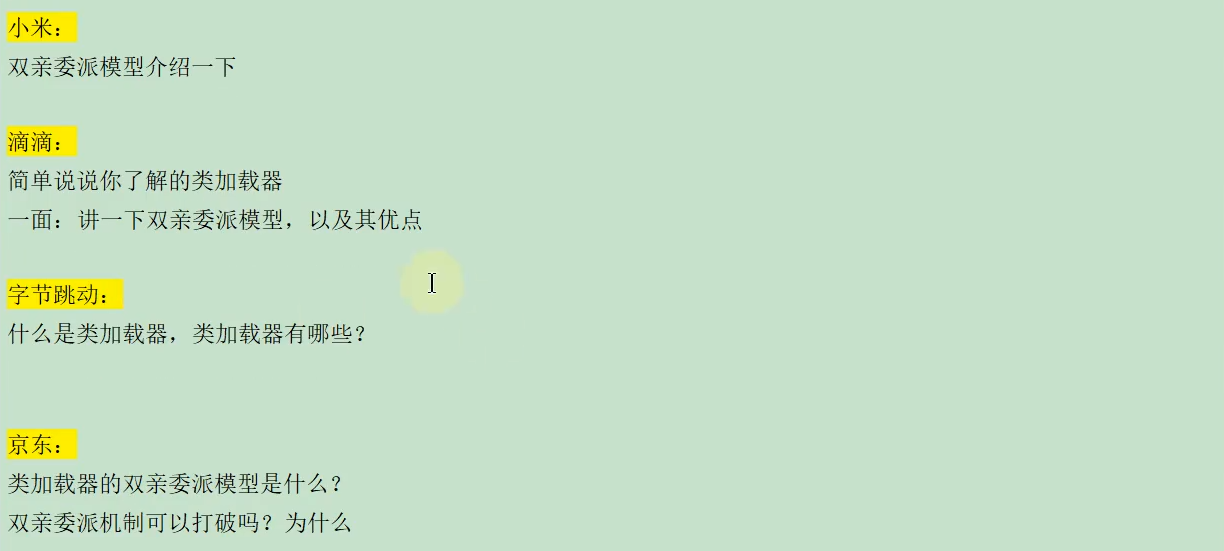 小米：
双亲委派模型介绍一下
滴滴：
简单说说你了解的类加载器
一面：讲一下双亲委派模型，以及其优点
字节跳动：
什么是类加载器，类加载器有哪些？
京东：
类加载器的双亲委派模型是什么？
双亲委派机制可以打破吗？为什么